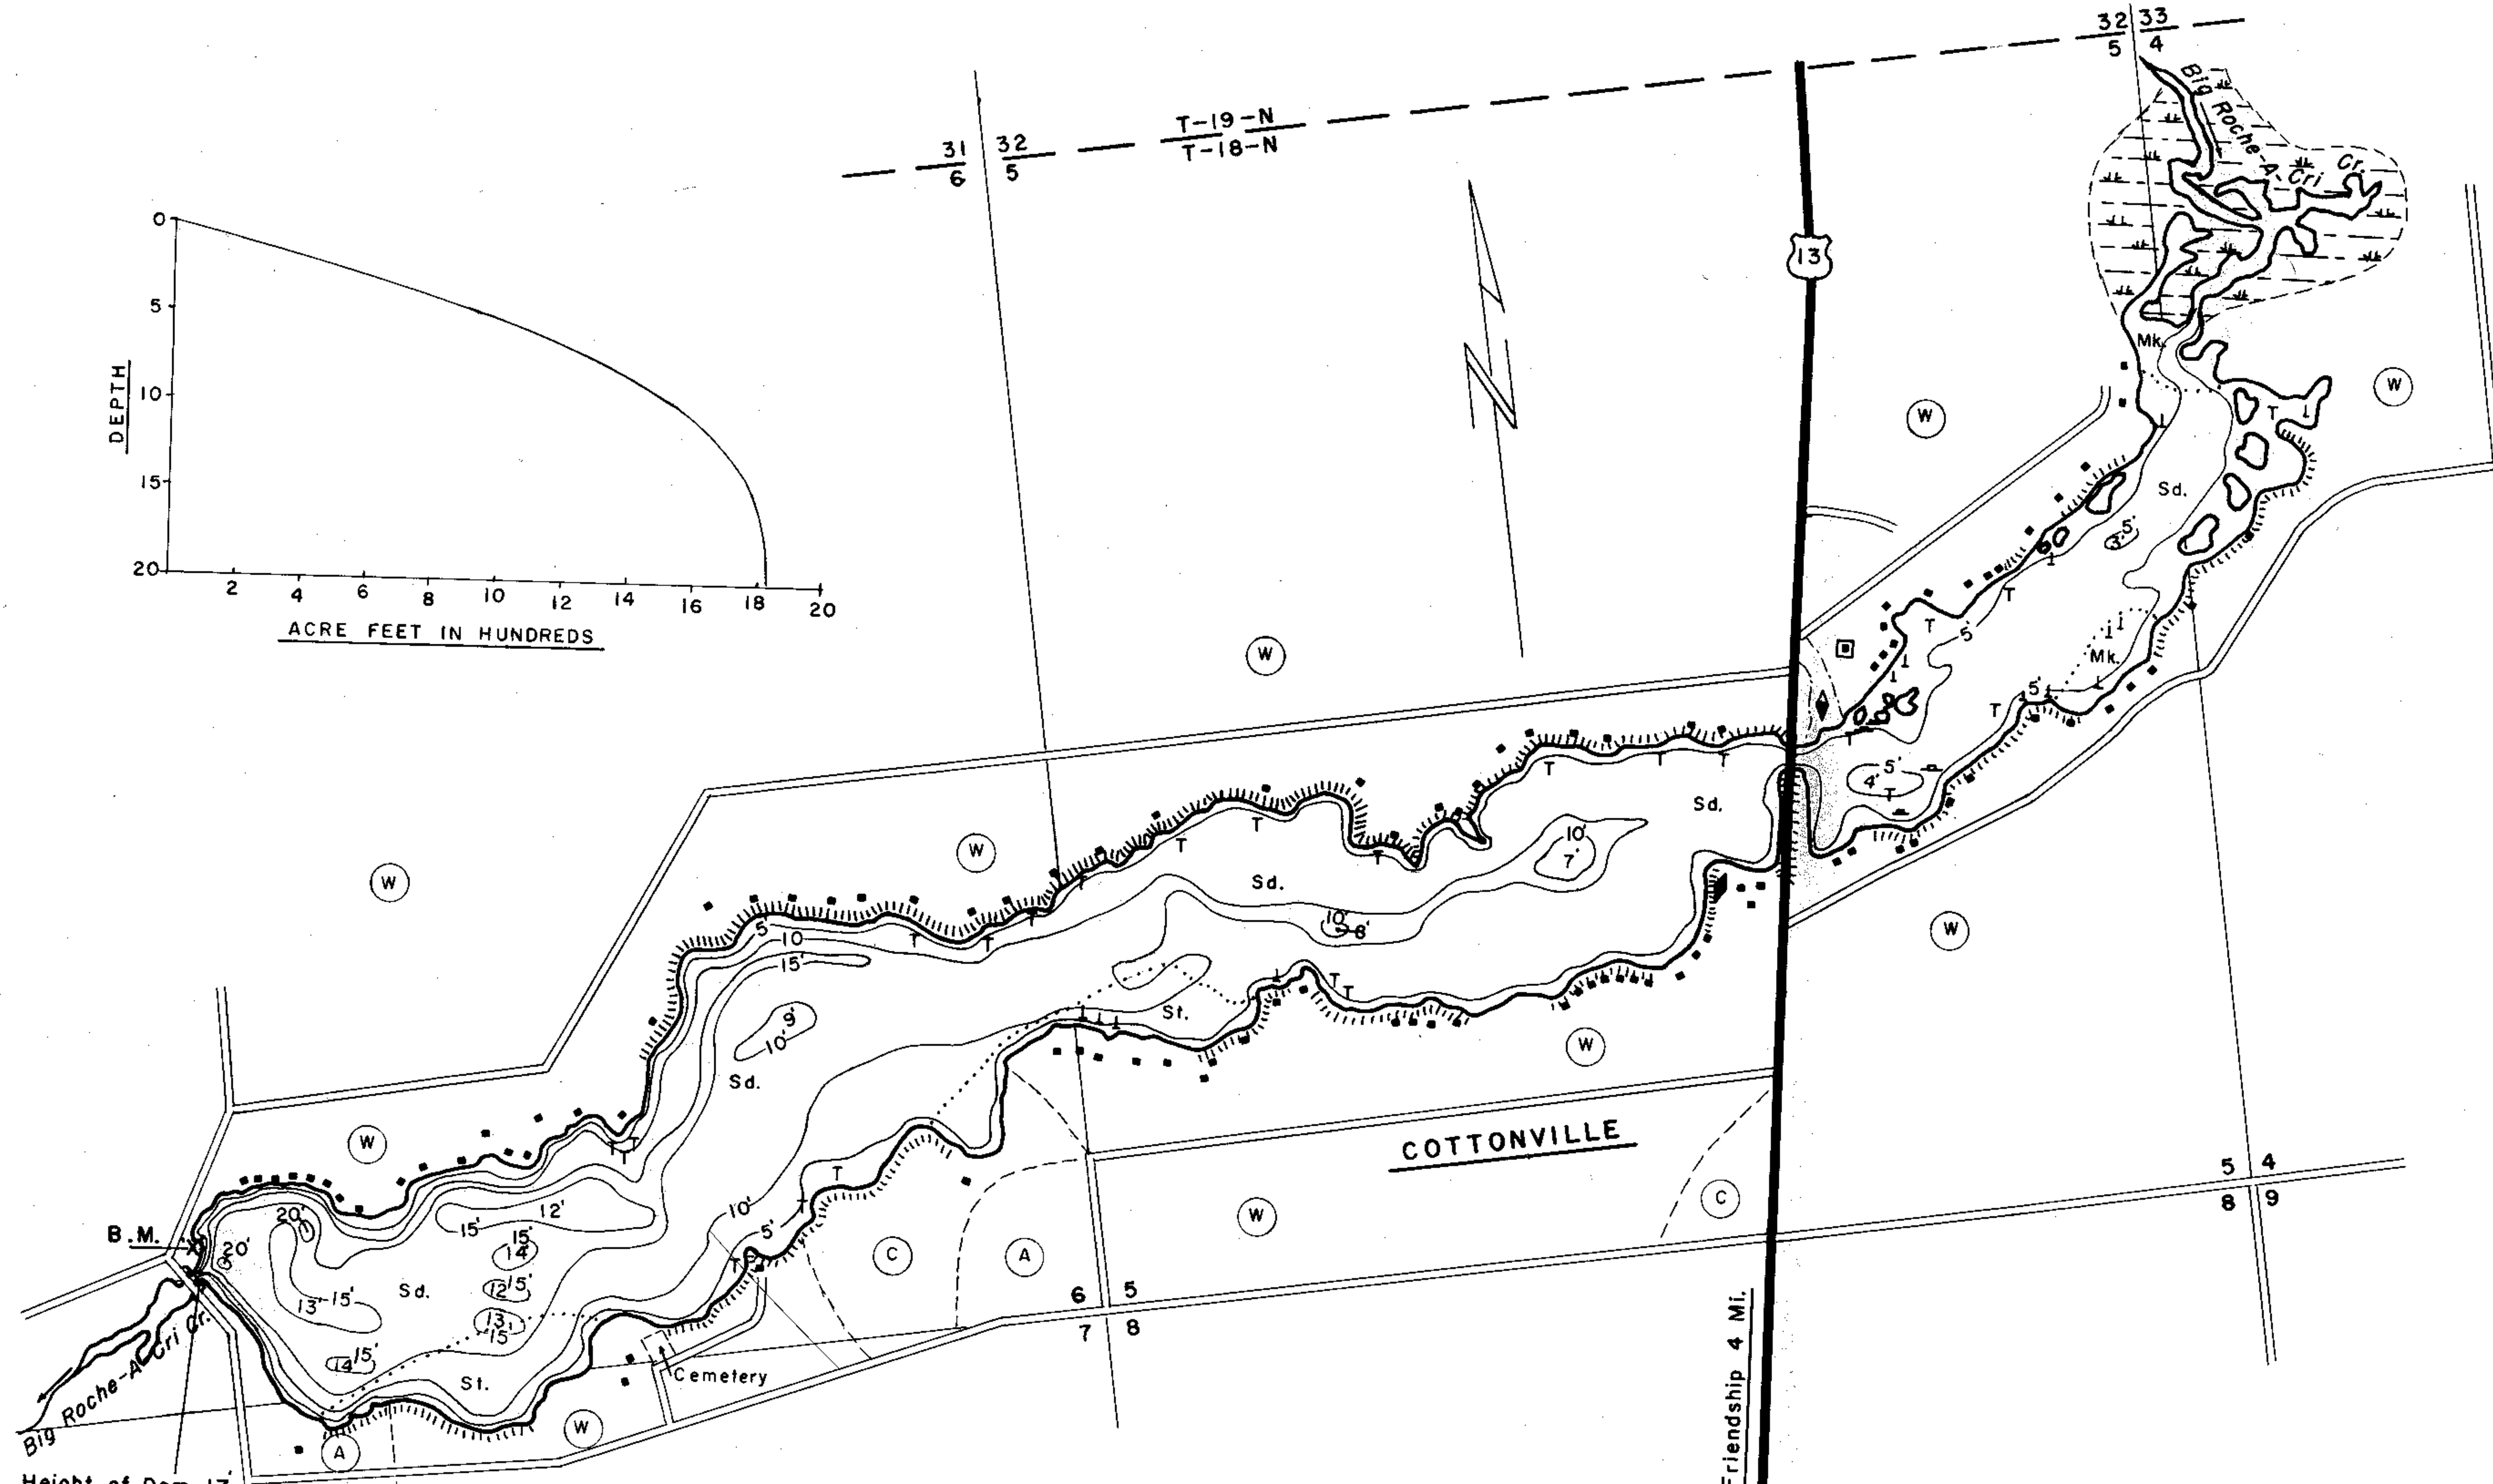 32 33
5 4
T-19-N
T-18-N
31 32
6 5
Big Roche A-Cri Cr.
13
0
5
10
15
20
DEPTH
2 4 6 8 10 12 14 16 18 20
ACRE FEET IN HUNDREDS
N
Mk.
W
W
T
Sd.
3.5'
T
T
5'
Mk.
W
5'
T
T
5'
4'
T
T T T
Sd.
10'
7'
T
T
T
W
W
Sd.
10'
8'
T
T
T
T
5'
10
15'
W
9'
10'
Sd.
St.
T
T
W
W
T T
T
COTTONVILLE
5 4
8 9
C
W
T
T
10'
5'
T
12'
15'
20'
15'
14'
B.M.
20'
C
A
12' 15'
Sd.
13' 15'
13'
15'
6 5
7 8
14' 15'
St.
Cemetery
Big Roche-A-Cri Cr.
W
A
Friendship 4 Mi.
Height of Dam 17'